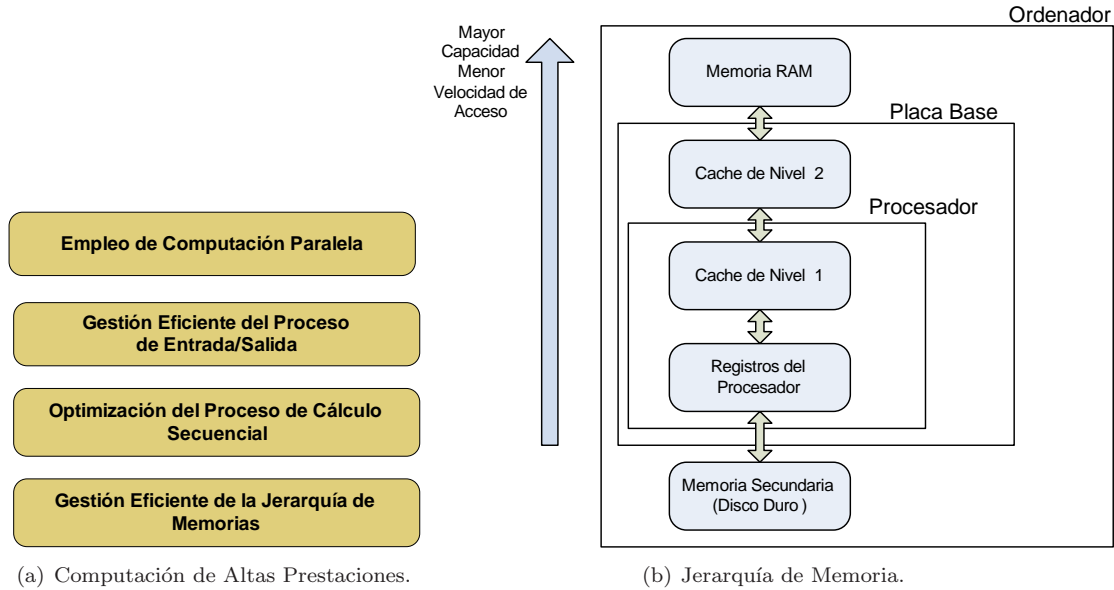 Empleo de Computación Paralela
Gestión Eficiente del Proceso
de Entrada/Salida
Optimización del Proceso de Cálculo
Secuencial
Gestión Eficiente de la Jerarquía de
Memorias
(a) Computación de Altas Prestaciones.
Mayor
Capacidad
Menor
Velocidad de
Acceso
Ordenador
Memoria RAM
Placa Base
Cache de Nivel 2
Procesador
Cache de Nivel 1
Registros del
Procesador
Memoria Secundaria
(Disco Duro )
(b) Jerarquía de Memoria.